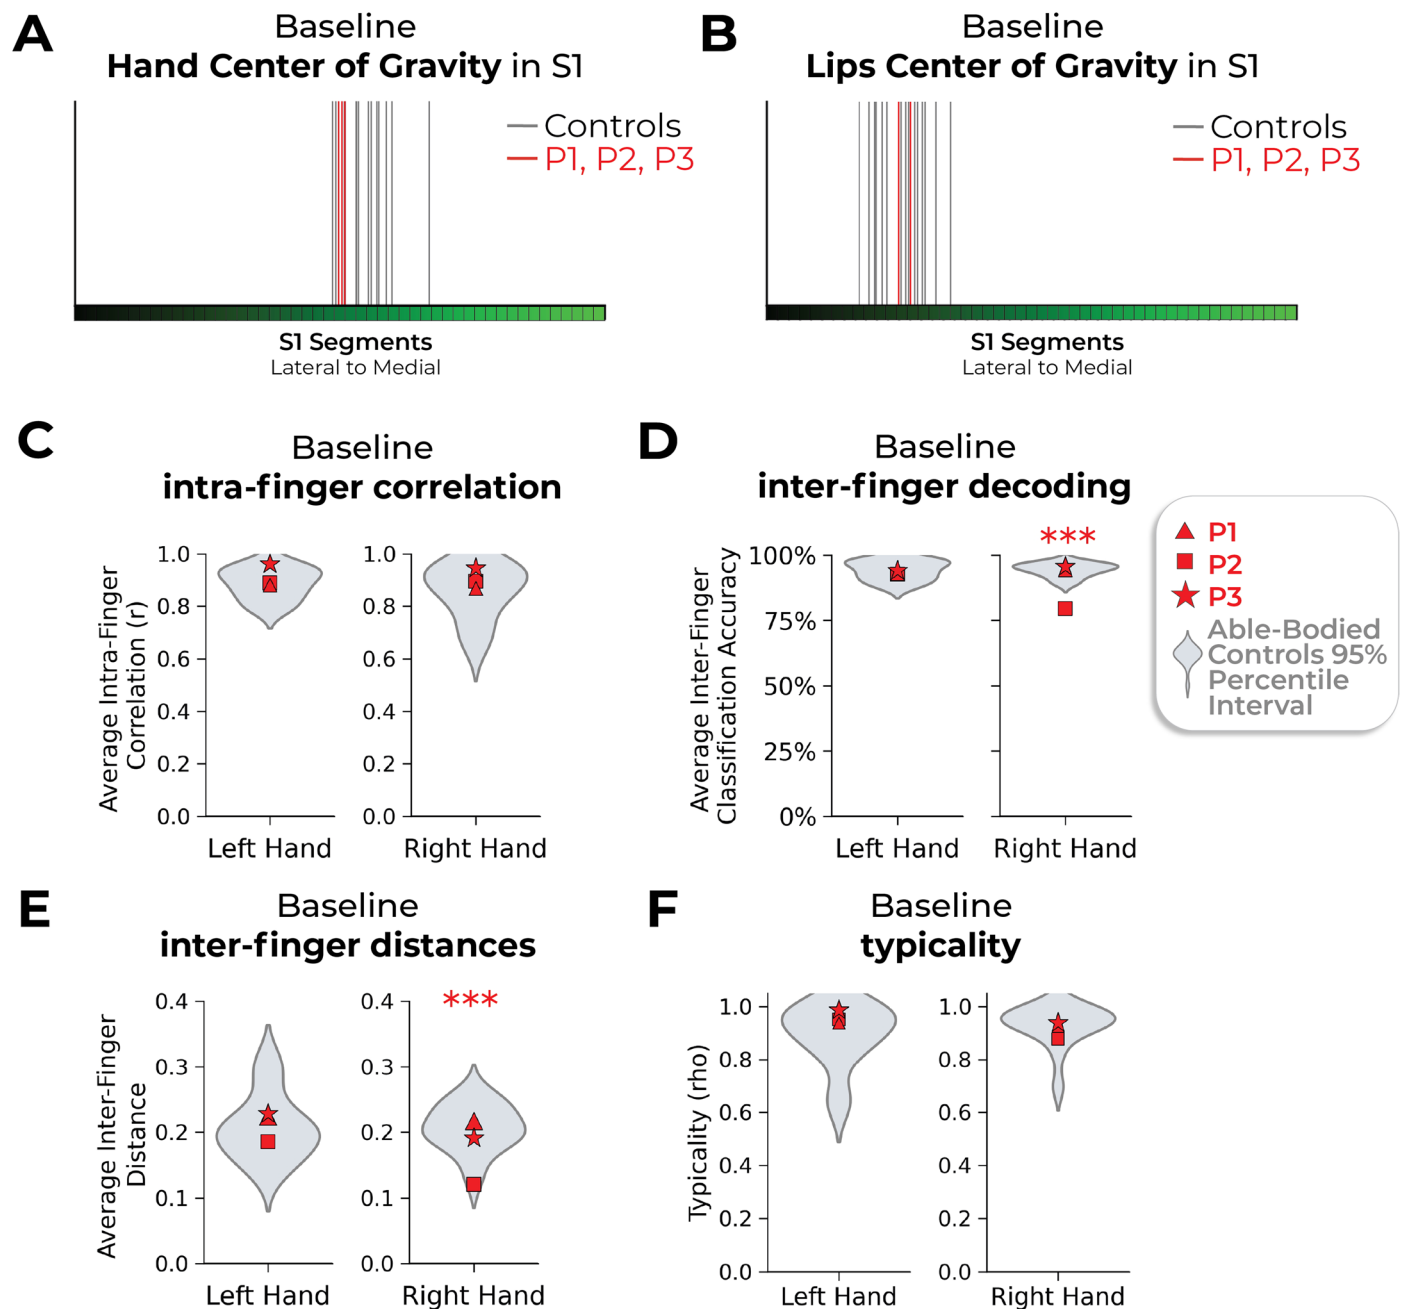 A
Baseline
Hand Center of Gravity in S1
Controls
P1, P2, P3
S1 Segments
Lateral to Medial
B
Baseline
Lips Center of Gravity in S1
Controls
P1, P2, P3
S1 Segments
Lateral to Medial
C
Baseline
intra-finger correlation
Average Intra-Finger
Correlation (r)
1.0
0.8
0.6
0.4
0.2
0.0
Left Hand
1.0
0.8
0.6
0.4
0.2
0.0
Right Hand
D
Baseline
inter-finger decoding
Average Inter-Finger
Classification Accuracy
100%
75%
50%
25%
0%
Left Hand
***
Right Hand
P1
P2
P3
Able-Bodied
Controls 95%
Percentile
Interval
E
Baseline
inter-finger distances
Average Inter-Finger
Distance
0.4
0.3
0.2
0.1
0.0
Left Hand
***
0.4
0.3
0.2
0.1
0.0
Right Hand
F
Baseline
typicality
Typicality (rho)
1.0
0.8
0.6
0.4
0.2
0.0
Left Hand
1.0
0.8
0.6
0.4
0.2
0.0
Right Hand